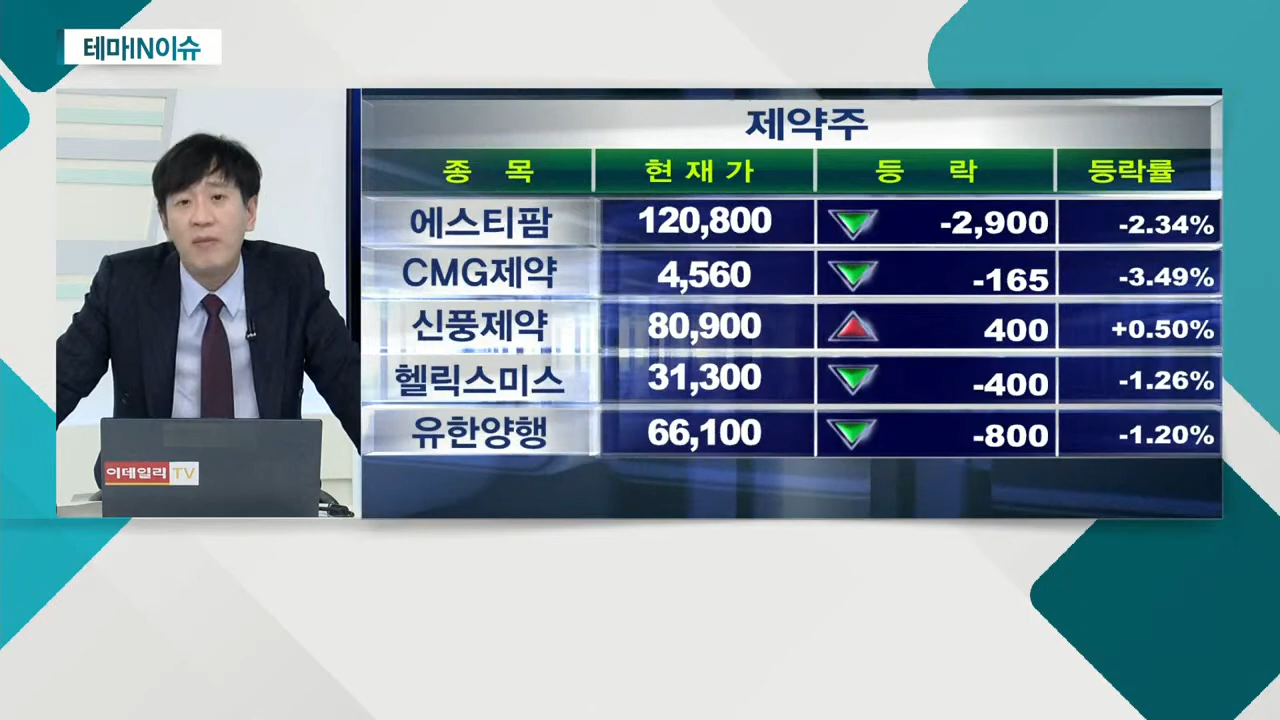 테마IN이슈
제약주
종 목 현 재 가 등 락 등락률
에스티팜 120,800 -2,900 -2.34%
CMG제약 4,560 -165 -3.49%
신풍제약 80,900 400 +0.50%
헬릭스미스 31,300 -400 -1.26%
유한양행 66,100 -800 -1.20%
이데일리 TV